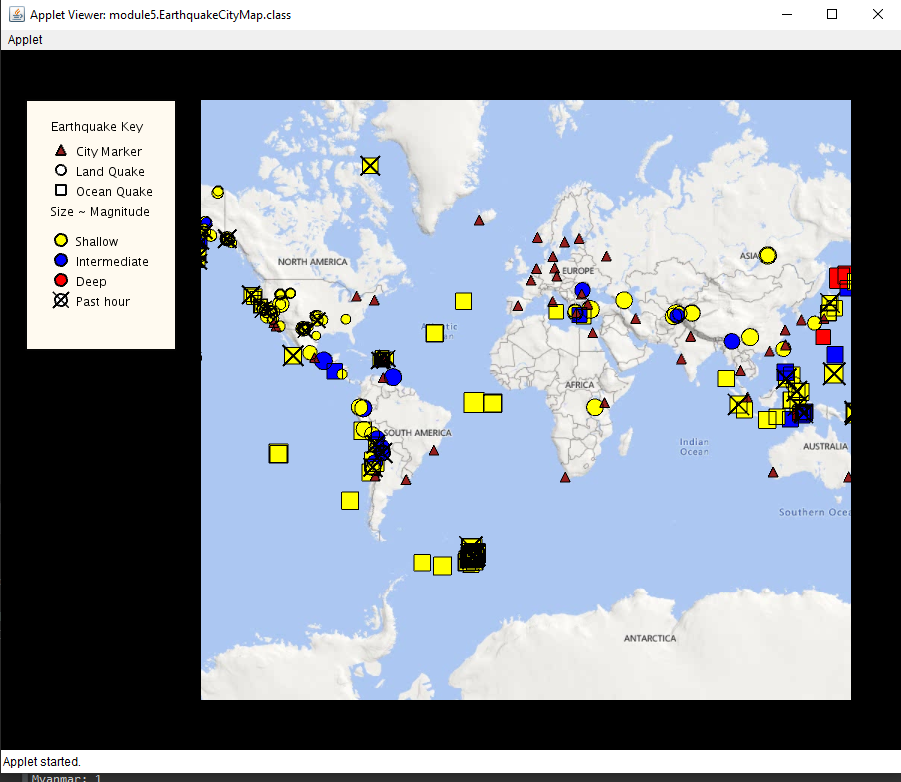 Applet Viewer: module5.EarthquakeCityMap.class
Applet
Earthquake Key
City Marker
Land Quake
Ocean Quake
Size ~ Magnitude
Shallow
Intermediate
Deep
Past hour
NORTH AMERICA
ASIA
EUROPE
Atlantic
Ocean
AFRICA
SOUTH AMERICA
Indian
Ocean
AUSTRALIA
Southern Ocea
ANTARCTICA
Applet started.
Myanmar: 1